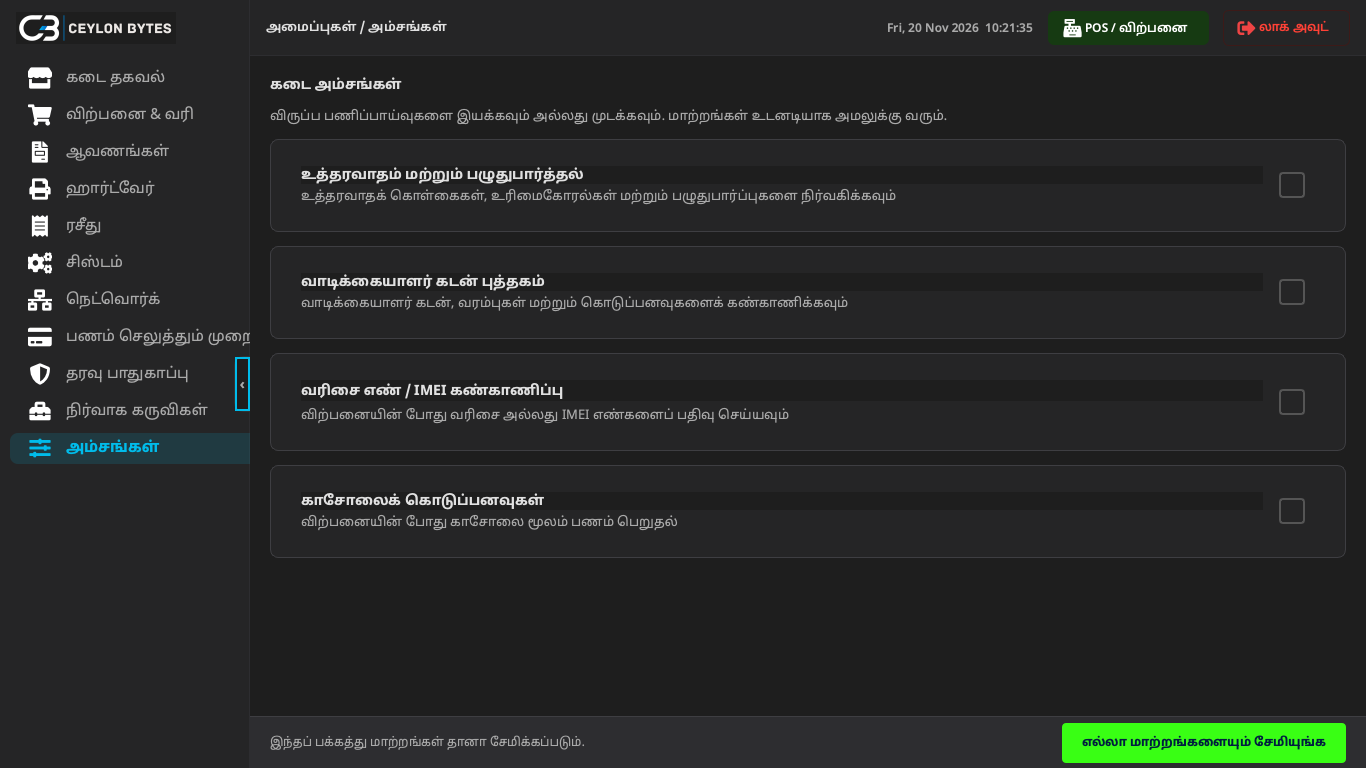 CB CEYLON BYTES
அமைப்புகள் / அம்சங்கள்
Fri, 20 Nov 2026 10:21:35
POS / விற்பனை
லாக் அவுட்
கடை தகவல்
விற்பனை & வரி
ஆவணங்கள்
ஹார்ட்வேர்
ரசீது
சிஸ்டம்
நெட்வொர்க்
பணம் செலுத்தும் முறை
தரவு பாதுகாப்பு
நிர்வாக கருவிகள்
அம்சங்கள்
கடை அம்சங்கள்
விருப்ப பணிப்பாய்வுகளை இயக்கவும் அல்லது முடக்கவும். மாற்றங்கள் உடனடியாக அமலுக்கு வரும்.
உத்தரவாதம் மற்றும் பழுதுபார்த்தல்
உத்தரவாதக் கொள்கைகள், உரிமைகோரல்கள் மற்றும் பழுதுபார்ப்புகளை நிர்வகிக்கவும்
வாடிக்கையாளர் கடன் புத்தகம்
வாடிக்கையாளர் கடன், வரம்புகள் மற்றும் கொடுப்பனவுகளைக் கண்காணிக்கவும்
வரிசை எண் / IMEI கண்காணிப்பு
விற்பனையின் போது வரிசை அல்லது IMEI எண்களைப் பதிவு செய்யவும்
காசோலைக் கொடுப்பனவுகள்
விற்பனையின் போது காசோலை மூலம் பணம் பெறுதல்
இந்தப் பக்கத்து மாற்றங்கள் தானா சேமிக்கப்படும்.
எல்லா மாற்றங்களையும் சேமியுங்க